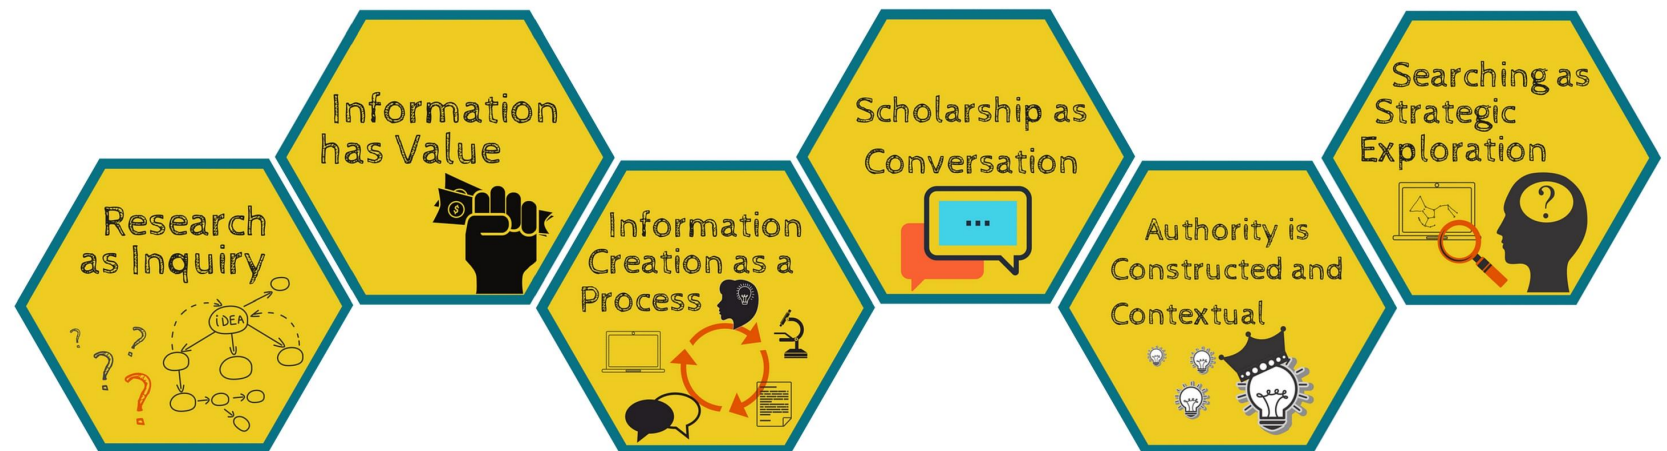 Research
as Inquiry
iDEA
? ? ? ?
Information
has Value
$
Information
Creation as a
Process
Scholarship as
Conversation
...
Authority is
Constructed and
Contextual
Searching as
Strategic
Exploration
?